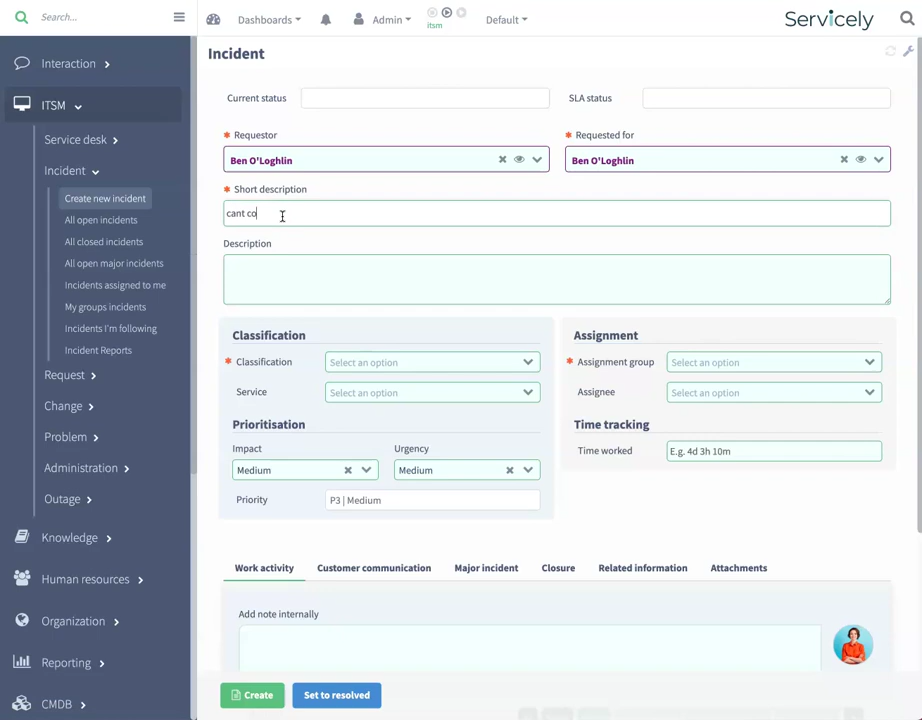 Search...
Dashboards
Admin
itsm
Default
Servicely
Interaction
ITSM
Service desk
Incident
Create new incident
All open incidents
All closed incidents
All open major incidents
Incidents assigned to me
My groups incidents
Incidents I'm following
Incident Reports
Request
Change
Problem
Administration
Outage
Knowledge
Human resources
Organization
Reporting
CMDB
Incident
Current status
SLA status
* Requestor
* Requested for
Ben O'Loghlin
Ben O'Loghlin
* Short description
cant co
Description
Classification
* Classification Select an option
Service Select an option
Prioritisation
Impact Urgency
Medium Medium
Priority P3 | Medium
Assignment
* Assignment group Select an option
Assignee Select an option
Time tracking
Time worked E.g. 4d 3h 10m
Work activity Customer communication Major incident Closure Related information Attachments
Add note internally
Create Set to resolved